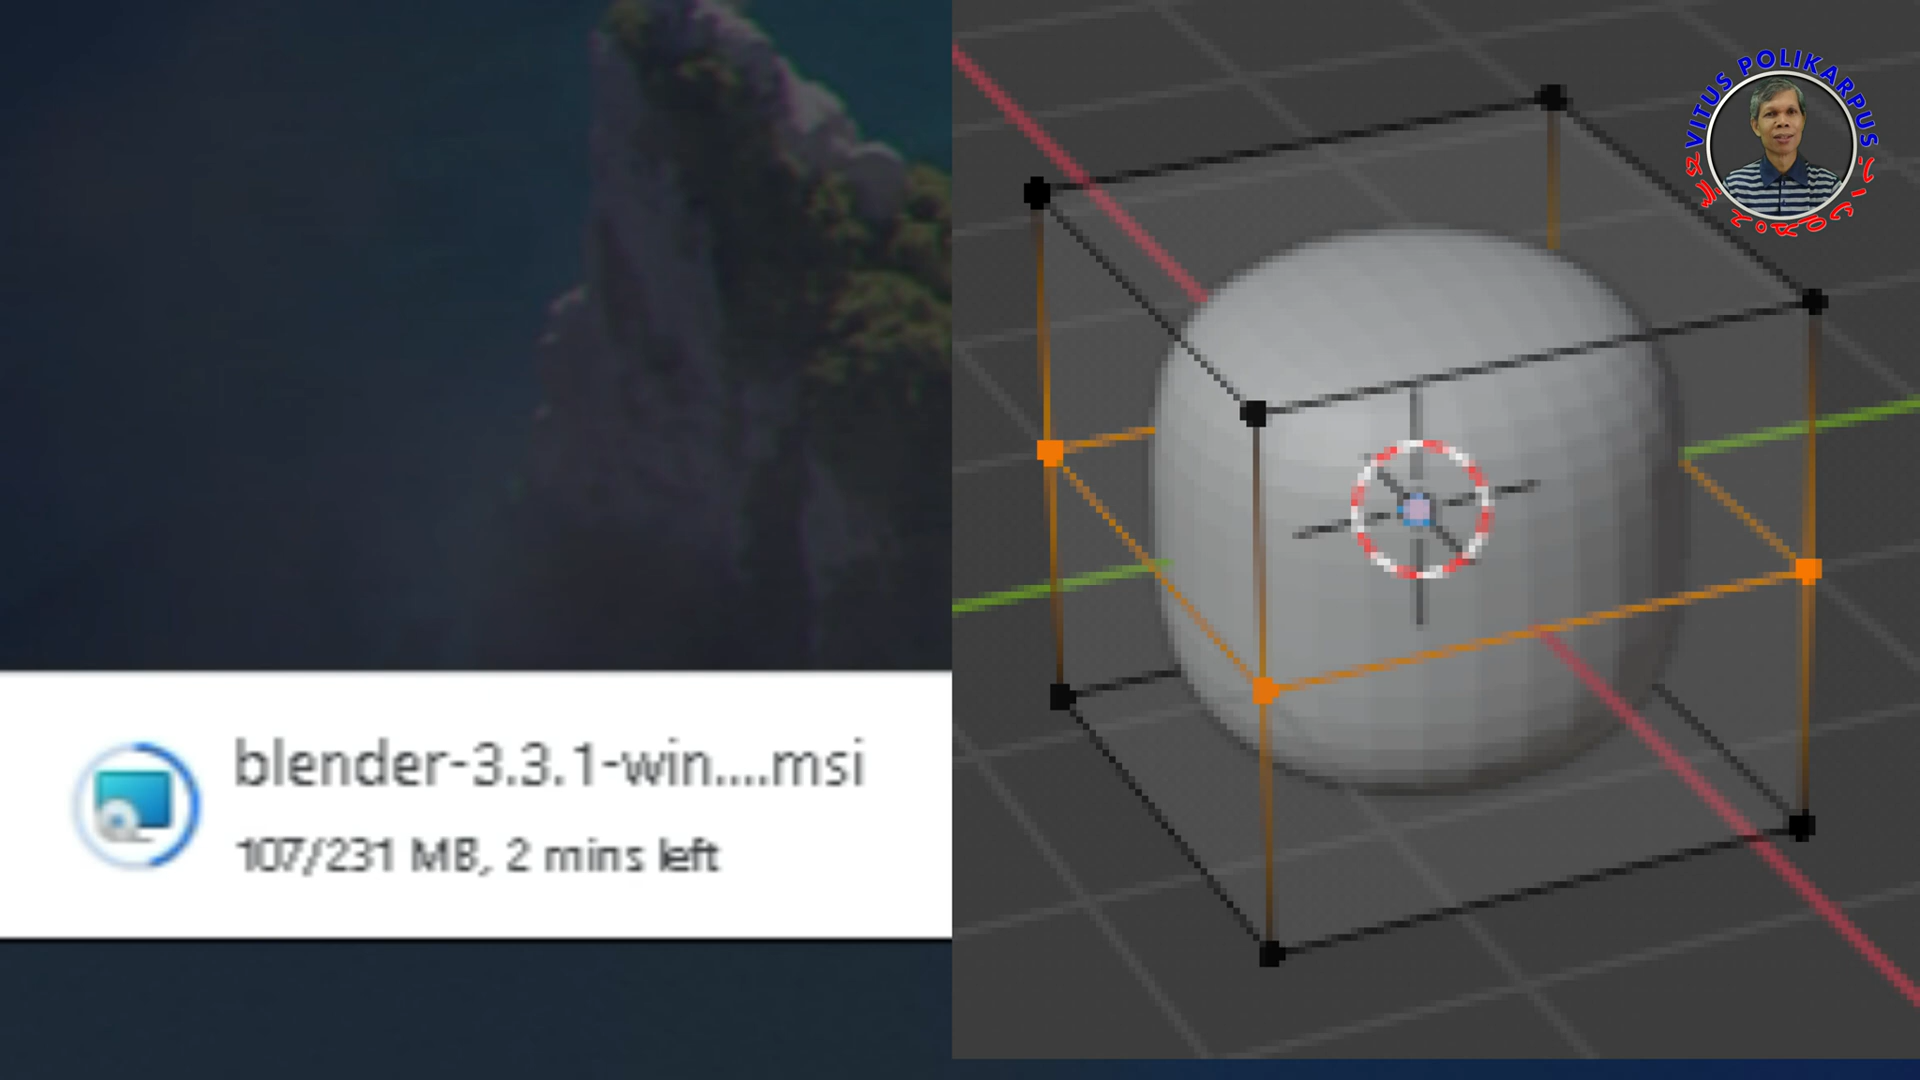 VITUS POLIKARPUS
blender-3.3.1-win....msi
107/231 MB, 2 mins left